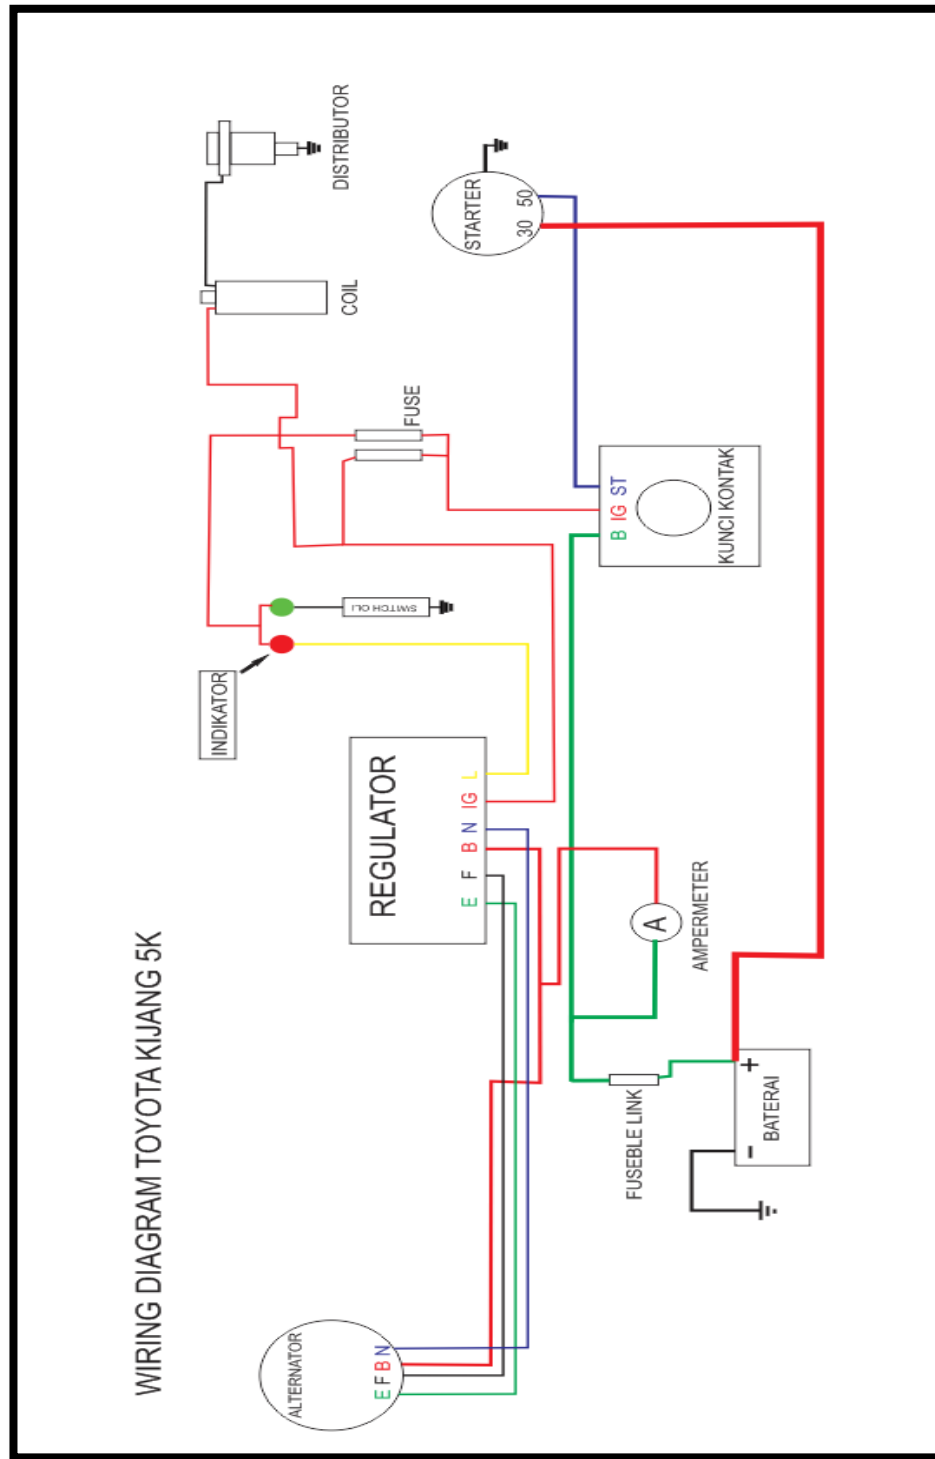 WIRING DIAGRAM TOYOTA KIJANG 5K
ALTERNATOR
E F B N
REGULATOR
E F B N IG L
INDIKATOR
SWITCH OLI
FUSE
COIL
DISTRIBUTOR
STARTER
30 50
KUNCI KONTAK
B IG ST
A
AMPERMETER
FUSEBLE LINK
- +
BATERAI